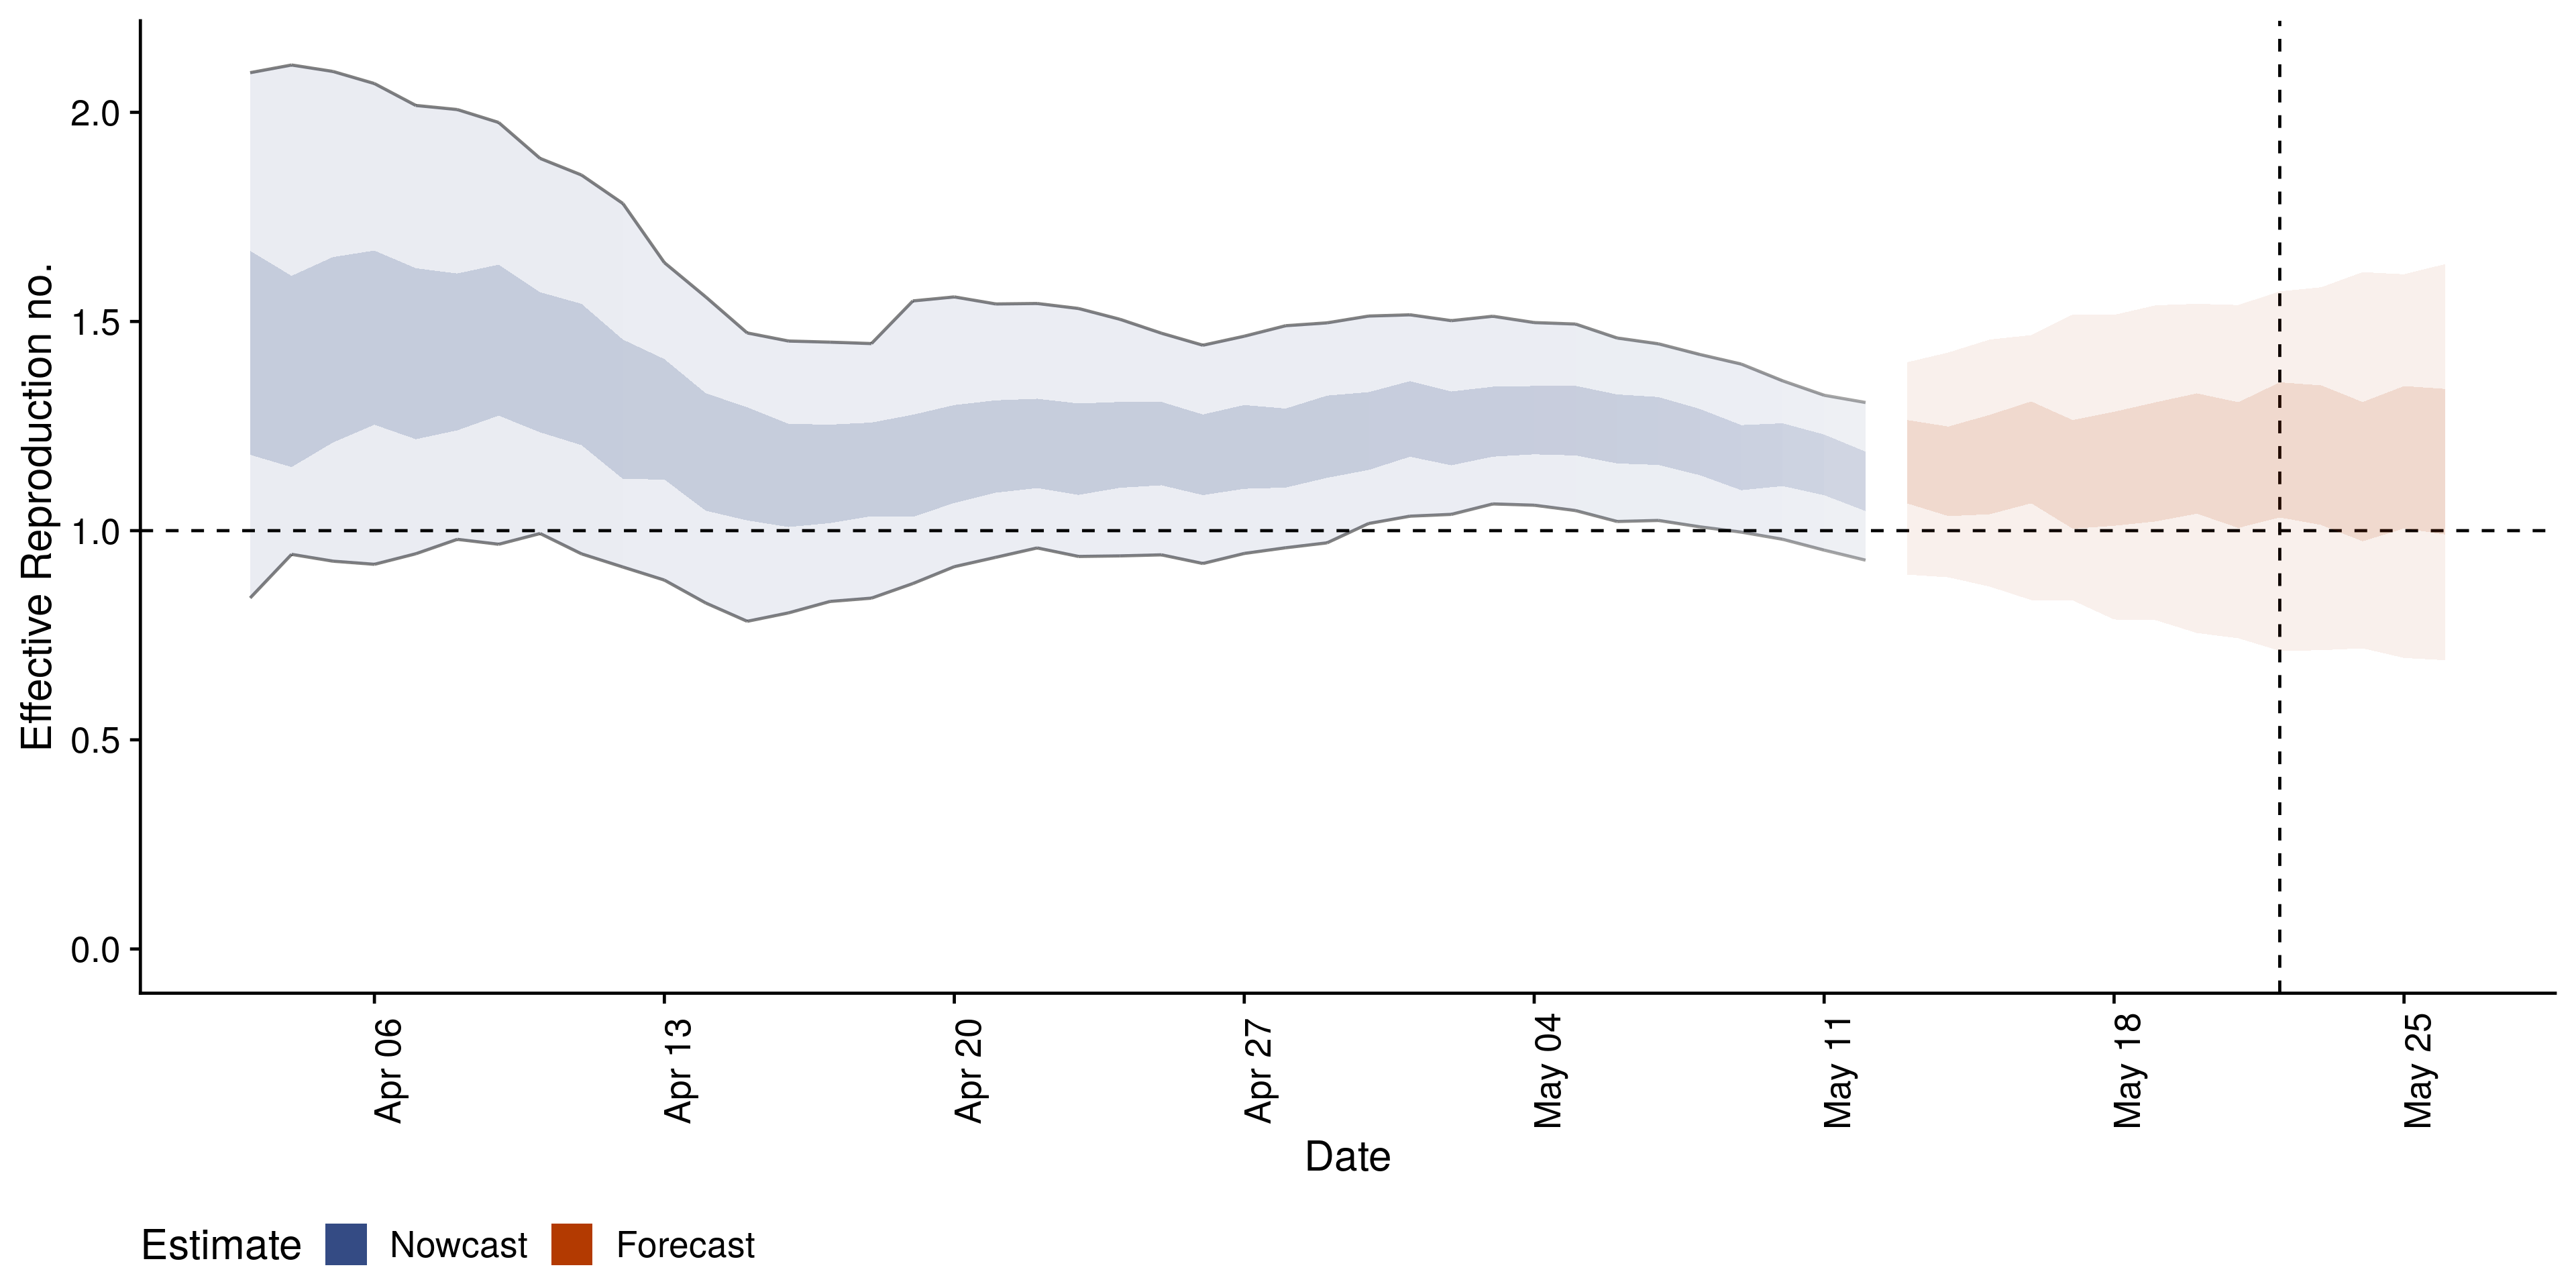 Effective Reproduction no.
2.0
1.5
1.0
0.5
0.0
Apr 06
Apr 13
Apr 20
Apr 27
May 04
May 11
May 18
May 25
Date
Estimate Nowcast Forecast